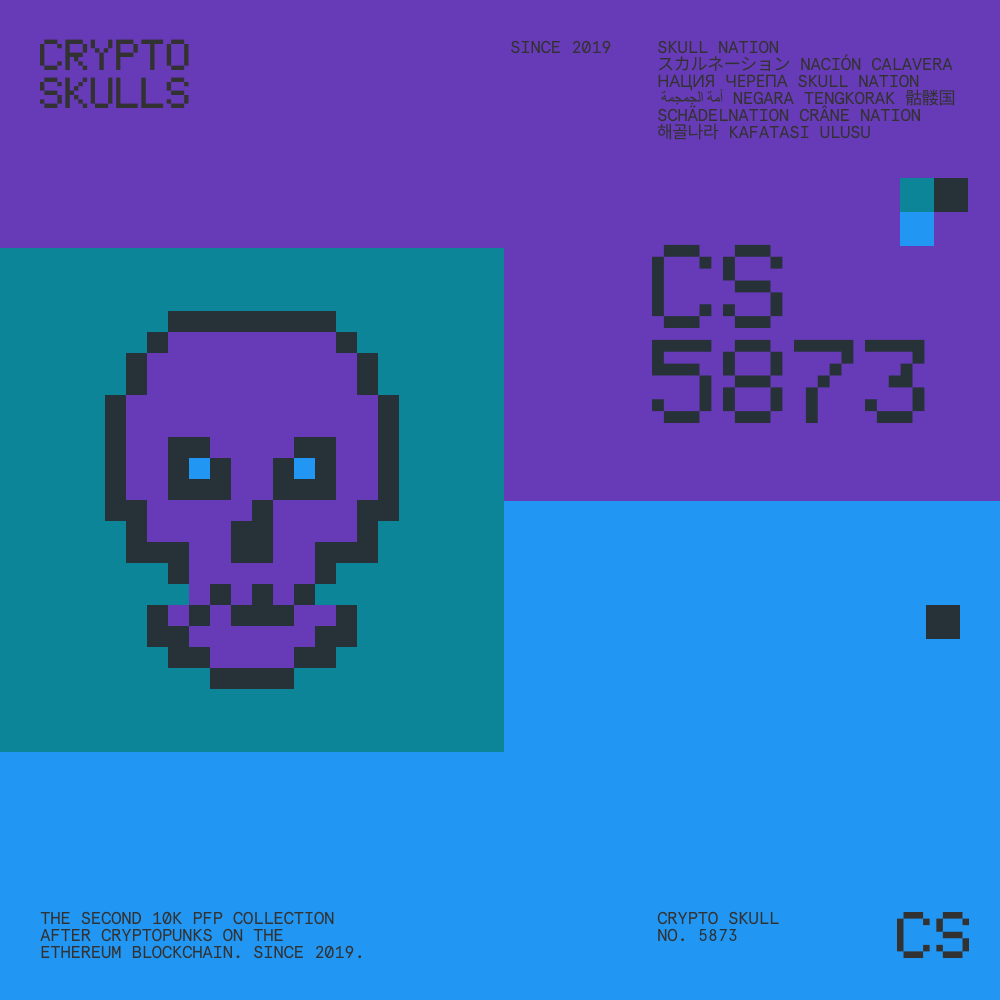 CRYPTO
SKULLS
SINCE 2019
SKULL NATION
スカルネーション NACIÓN CALAVERA
НАЦИЯ ЧЕРЕПА SKULL NATION
أمة الجمجمة NEGARA TENGKORAK 骷髅国
SCHÄDELNATION CRÂNE NATION
해골나라 KAFATASI ULUSU
CS
5873
THE SECOND 10K PFP COLLECTION
AFTER CRYPTOPUNKS ON THE
ETHEREUM BLOCKCHAIN. SINCE 2019.
CRYPTO SKULL
NO. 5873
CS